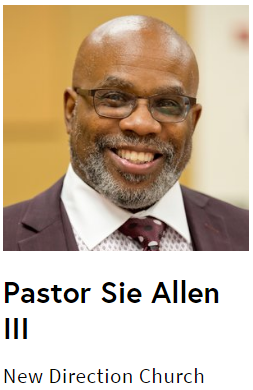 Pastor Sie Allen
III
New Direction Church